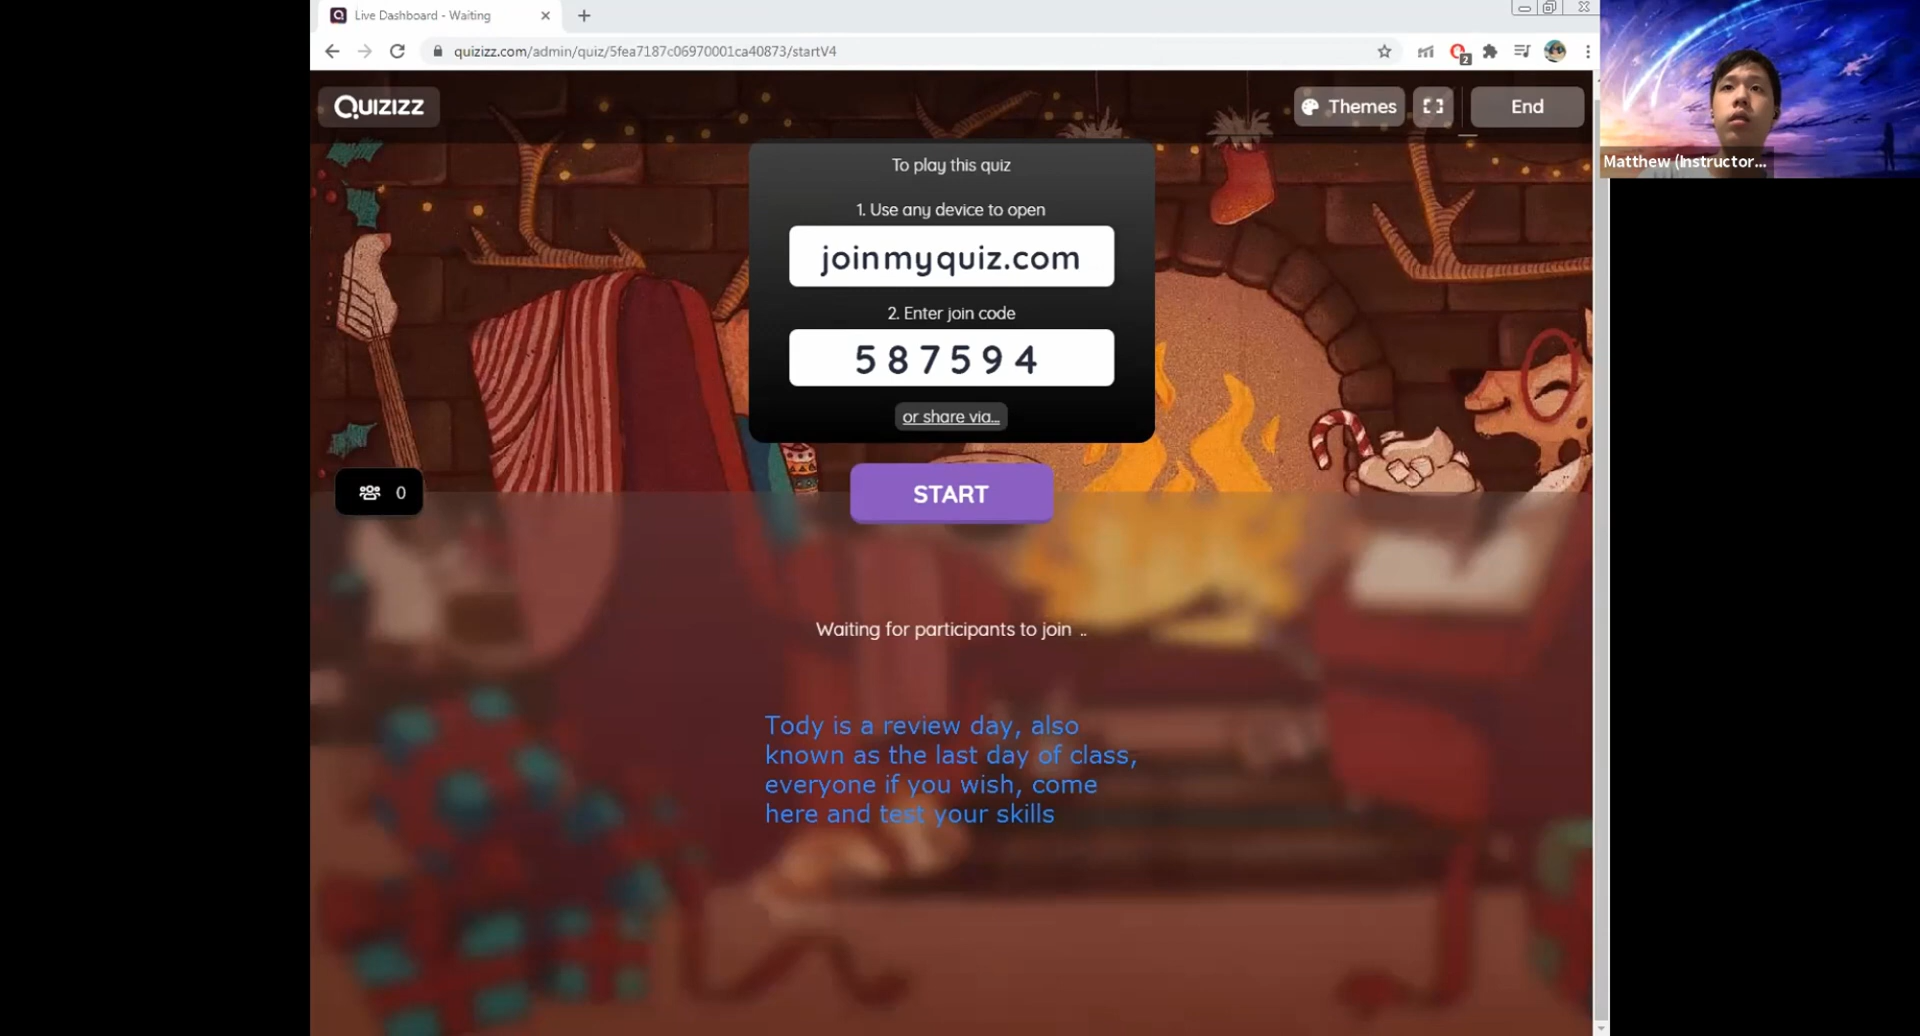 Live Dashboard - Waiting
quizizz.com/admin/quiz/5fea7187c06970001ca40873/startV4
2
Quizizz
Themes
End
Matthew (Instructor...
To play this quiz
1. Use any device to open
joinmyquiz.com
2. Enter join code
587594
or share via...
0
START
Waiting for participants to join ..
Tody is a review day, also
known as the last day of class,
everyone if you wish, come
here and test your skills